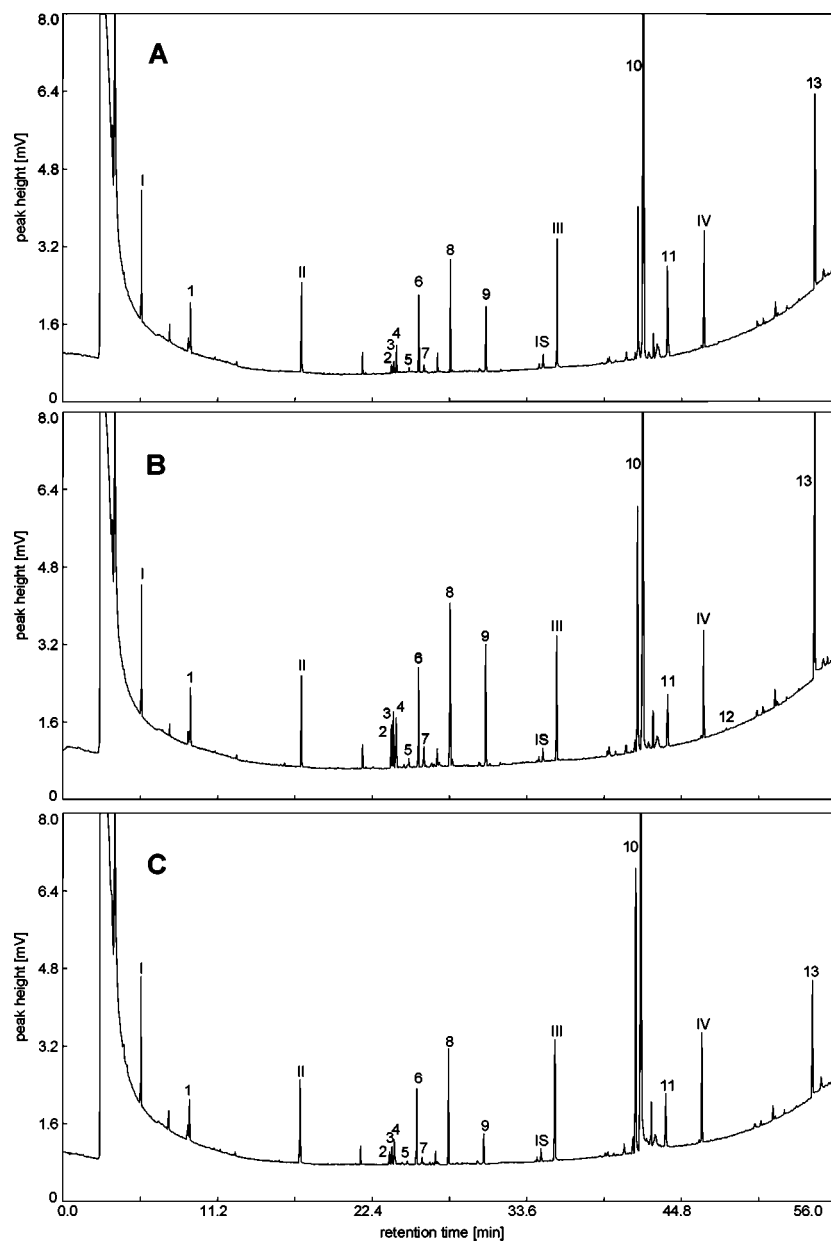 8.0
A
10
13
6.4
I
4.8
peak height [mV]
III
3.2
IV
II
8
11
1
6
9
1.6
4
3
2
5
7
IS
0
8.0
B
10
13
6.4
I
4.8
peak height [mV]
8
III
IV
3.2
9
II
6
1
11
3
4
2
12
1.6
5
7
IS
0
8.0
C
10
6.4
I
13
4.8
peak height [mV]
III
IV
8
3.2
II
6
1
11
9
1.6
4
3
2
5
7
IS
0
0.0 11.2 22.4 33.6 44.8 56.0
retention time [min]